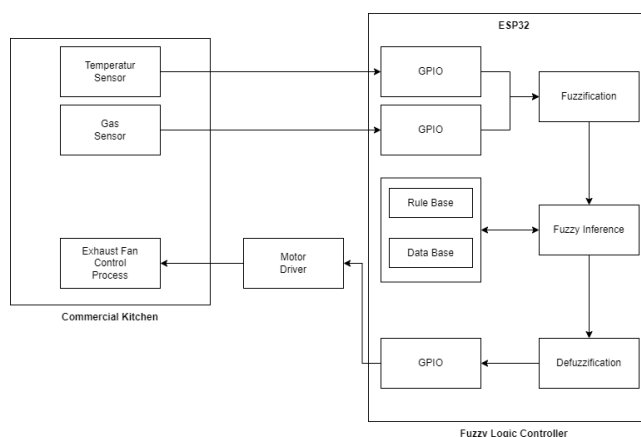 ESP32
Temperatur
Sensor
GPIO
Fuzzification
Gas
Sensor
GPIO
Rule Base
Data Base
Fuzzy Inference
Exhaust Fan
Control
Process
Motor
Driver
GPIO
Defuzzification
Commercial Kitchen
Fuzzy Logic Controller